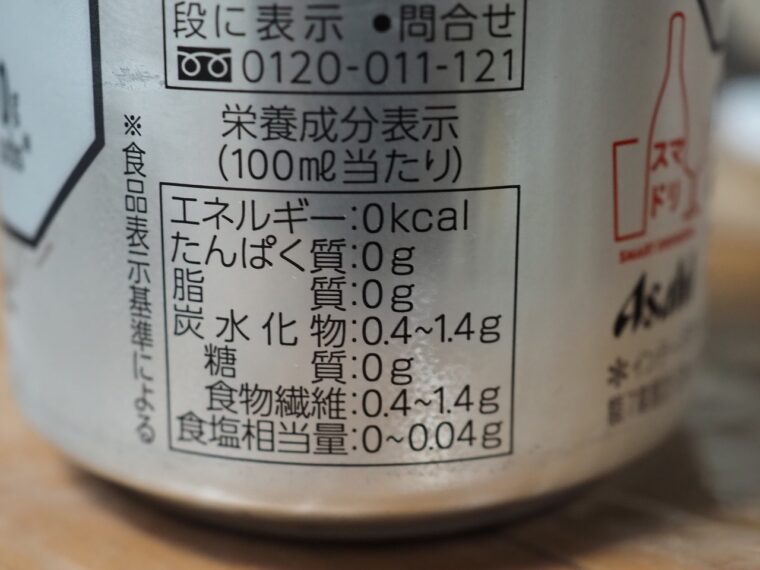 段に表示 ●問合せ
0120-011-121
栄養成分表示
(100㎖当たり)
エネルギー:0kcal
たんぱく質:0g
脂質:0g
炭水化物:0.4~1.4g
糖質:0g
食物繊維:0.4~1.4g
食塩相当量:0~0.04g
※食品表示基準による
スマ
ドリ
Asahi